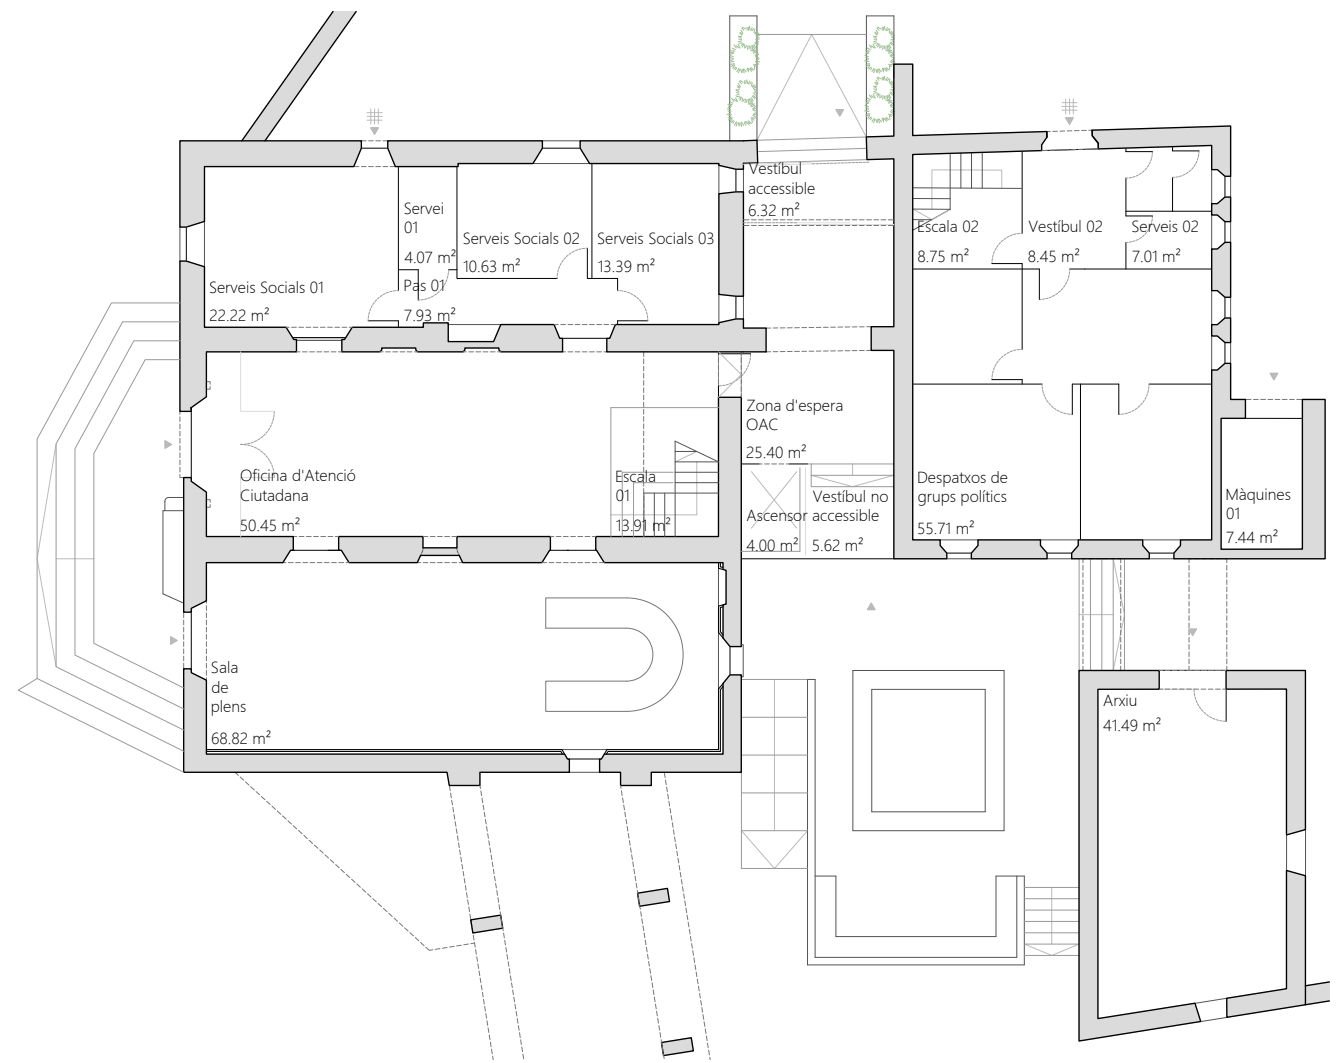 Vestíbul
accessible
6.32 m²
Servei
01
4.07 m²
Serveis Socials 02
10.63 m²
Serveis Socials 03
13.39 m²
Escala 02
8.75 m²
Vestíbul 02
8.45 m²
Serveis 02
7.01 m²
Serveis Socials 01
22.22 m²
Pas 01
7.93 m²
Zona d'espera
OAC
25.40 m²
Oficina d'Atenció
Ciutadana
50.45 m²
Escala
01
13.91 m²
Ascensor
4.00 m²
Vestíbul no
accessible
5.62 m²
Despatxos de
grups polítics
55.71 m²
Màquines
01
7.44 m²
Sala
de
plens
68.82 m²
Arxiu
41.49 m²